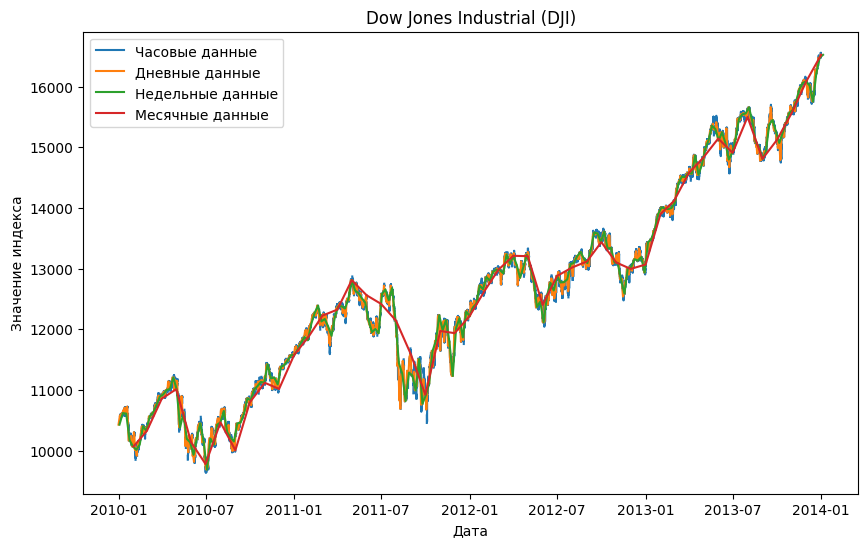 Dow Jones Industrial (DJI)
Часовые данные
Дневные данные
Недельные данные
Месячные данные
Значение индекса
16000
15000
14000
13000
12000
11000
10000
2010-01 2010-07 2011-01 2011-07 2012-01 2012-07 2013-01 2013-07 2014-01
Дата